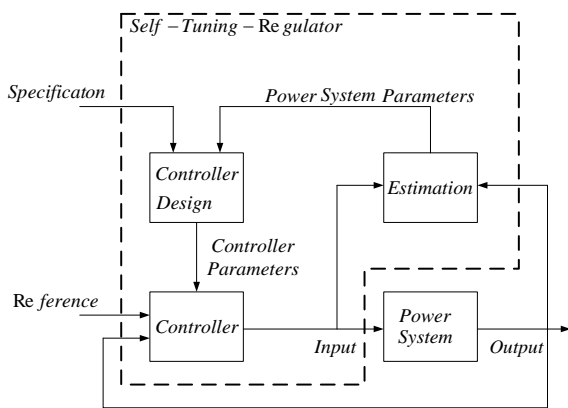 Self – Tuning – Re gulator
Specificaton
Power System Parameters
Controller
Design
Estimation
Controller
Parameters
Re ference
Controller
Input
Power
System
Output